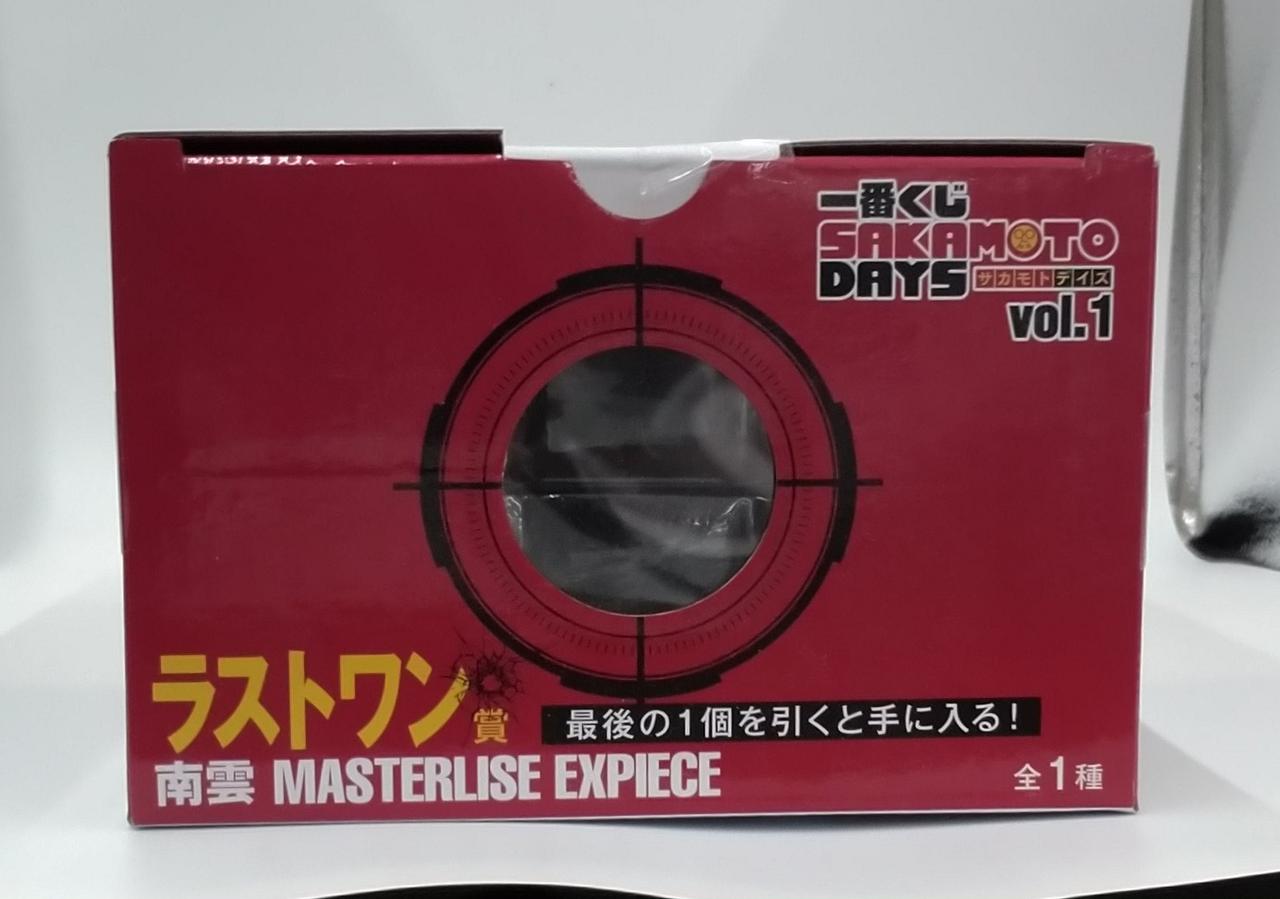 一番くじ
SAKAMOTO
DAYS サカモトデイズ
vol.1
ラストワン賞
最後の1個を引くと手に入る！
南雲 MASTERLISE EXPIECE
全1種